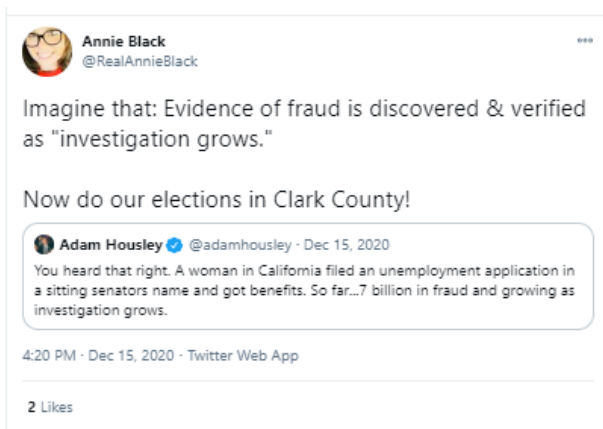 Annie Black
@RealAnnieBlack
Imagine that: Evidence of fraud is discovered & verified
as "investigation grows."
Now do our elections in Clark County!
Adam Housley @adamhousley · Dec 15, 2020
You heard that right. A woman in California filed an unemployment application in
a sitting senators name and got benefits. So far...7 billion in fraud and growing as
investigation grows.
4:20 PM · Dec 15, 2020 · Twitter Web App
2 Likes